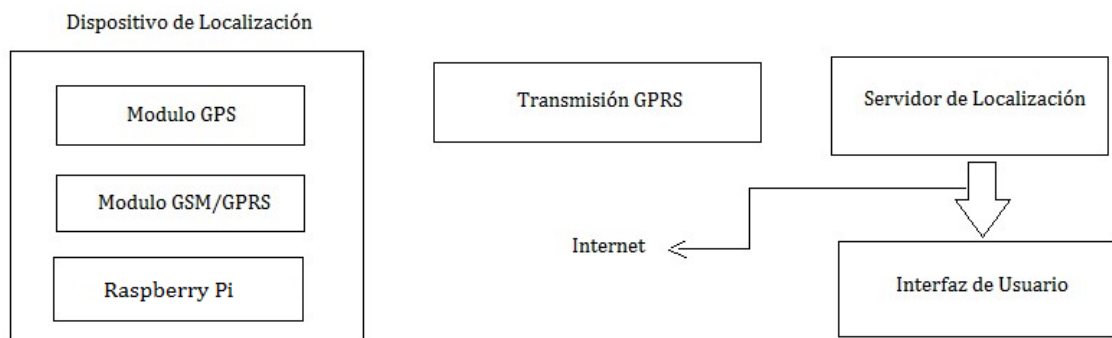 Dispositivo de Localización
Modulo GPS
Modulo GSM/GPRS
Raspberry Pi
Transmisión GPRS
Servidor de Localización
Internet
Interfaz de Usuario